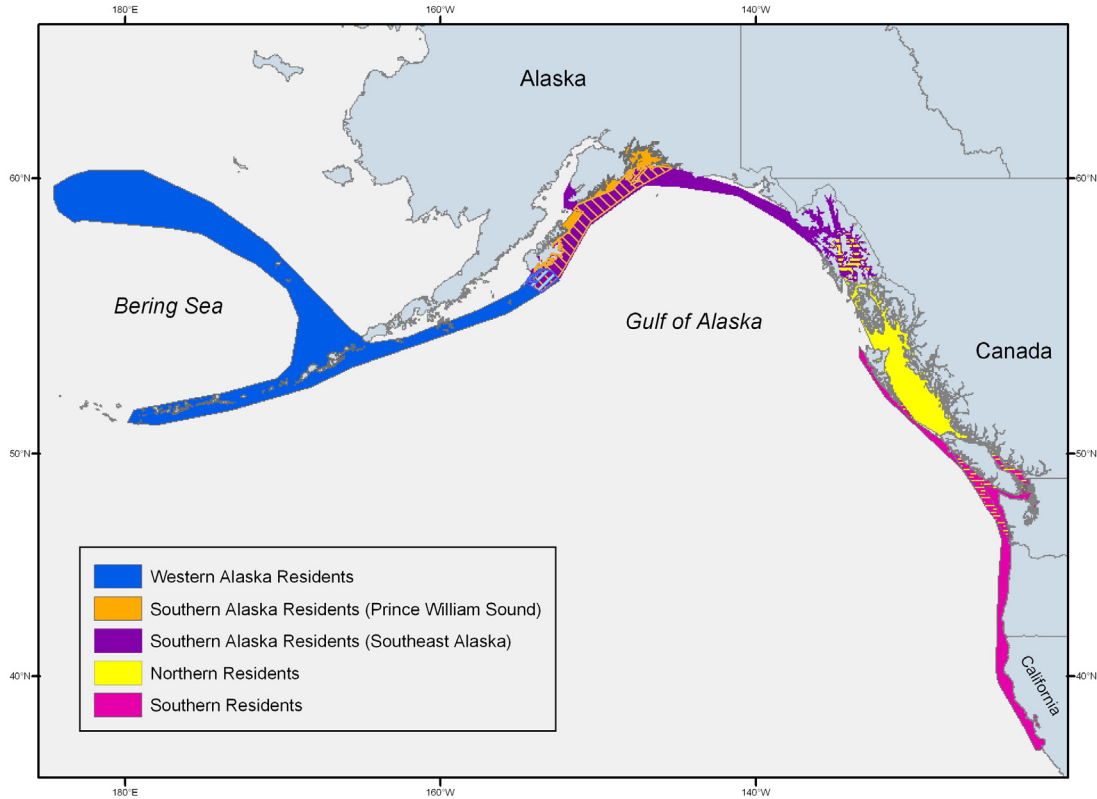 180°E 160°W 140°W
Alaska
60°N 60°N
Bering Sea
Gulf of Alaska
Canada
50°N 50°N
Western Alaska Residents
Southern Alaska Residents (Prince William Sound)
Southern Alaska Residents (Southeast Alaska)
Northern Residents
Southern Residents
40°N 40°N
California
180°E 160°W 140°W